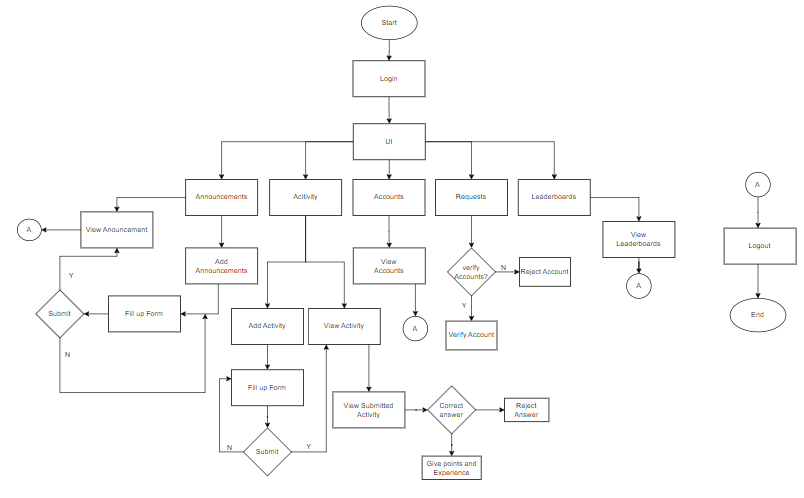 Start
Login
UI
Announcements
Acitivity
Accounts
Requests
Leaderboards
A
View Anouncement
A
View
Leaderboards
Logout
Add
Announcements
View
Accounts
verify
Accounts?
N
Reject Account
Y
A
Y
Submit
Fill up Form
Add Activity
View Activity
A
Verify Account
End
N
Fill up Form
View Submitted
Activity
Correct
answer
Reject
Answer
N
Submit
Y
Give points and
Experience